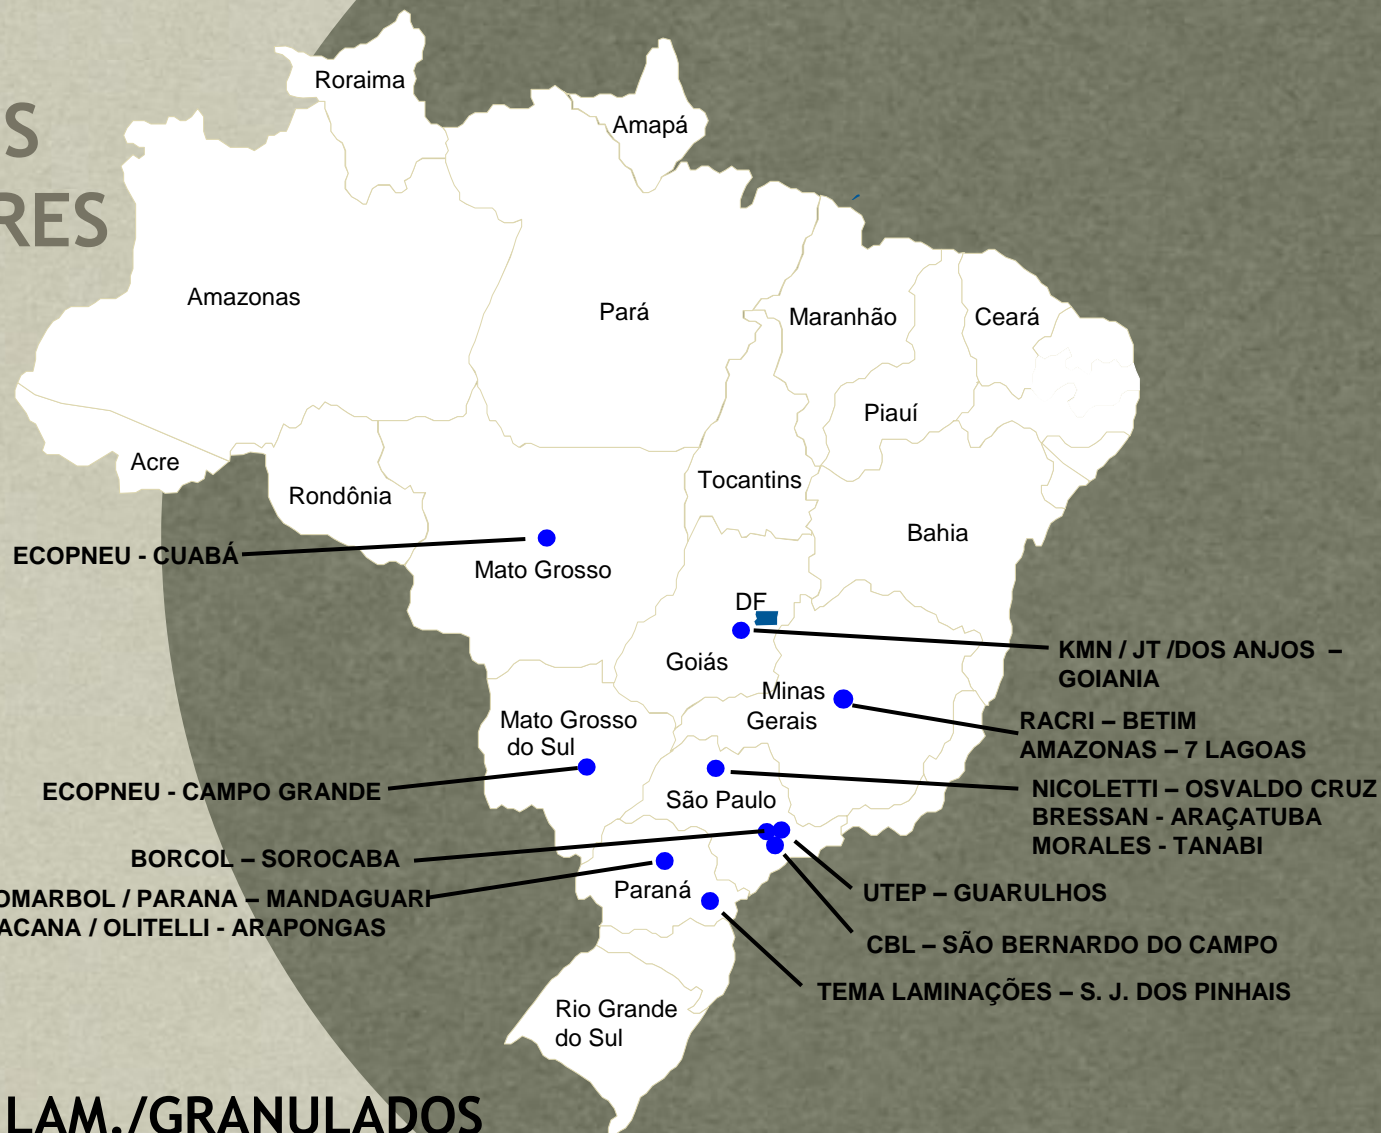 Roraima
S
Amapá
RES
Amazonas
Pará
Maranhão
Ceará
Piauí
Acre
Tocantins
Rondônia
Bahia
ECOPNEU - CUABÁ
Mato Grosso
DF
KMN / JT /DOS ANJOS –
GOIANIA
Goiás
Minas
Gerais
RACRI – BETIM
AMAZONAS – 7 LAGOAS
Mato Grosso
do Sul
ECOPNEU - CAMPO GRANDE
São Paulo
NICOLETTI – OSVALDO CRUZ
BRESSAN - ARAÇATUBA
MORALES - TANABI
BORCOL – SOROCABA
OMARBOL / PARANA – MANDAGUARI
ACANA / OLITELLI - ARAPONGAS
Paraná
UTEP – GUARULHOS
CBL – SÃO BERNARDO DO CAMPO
TEMA LAMINAÇÕES – S. J. DOS PINHAIS
Rio Grande
do Sul
LAM./GRANULADOS